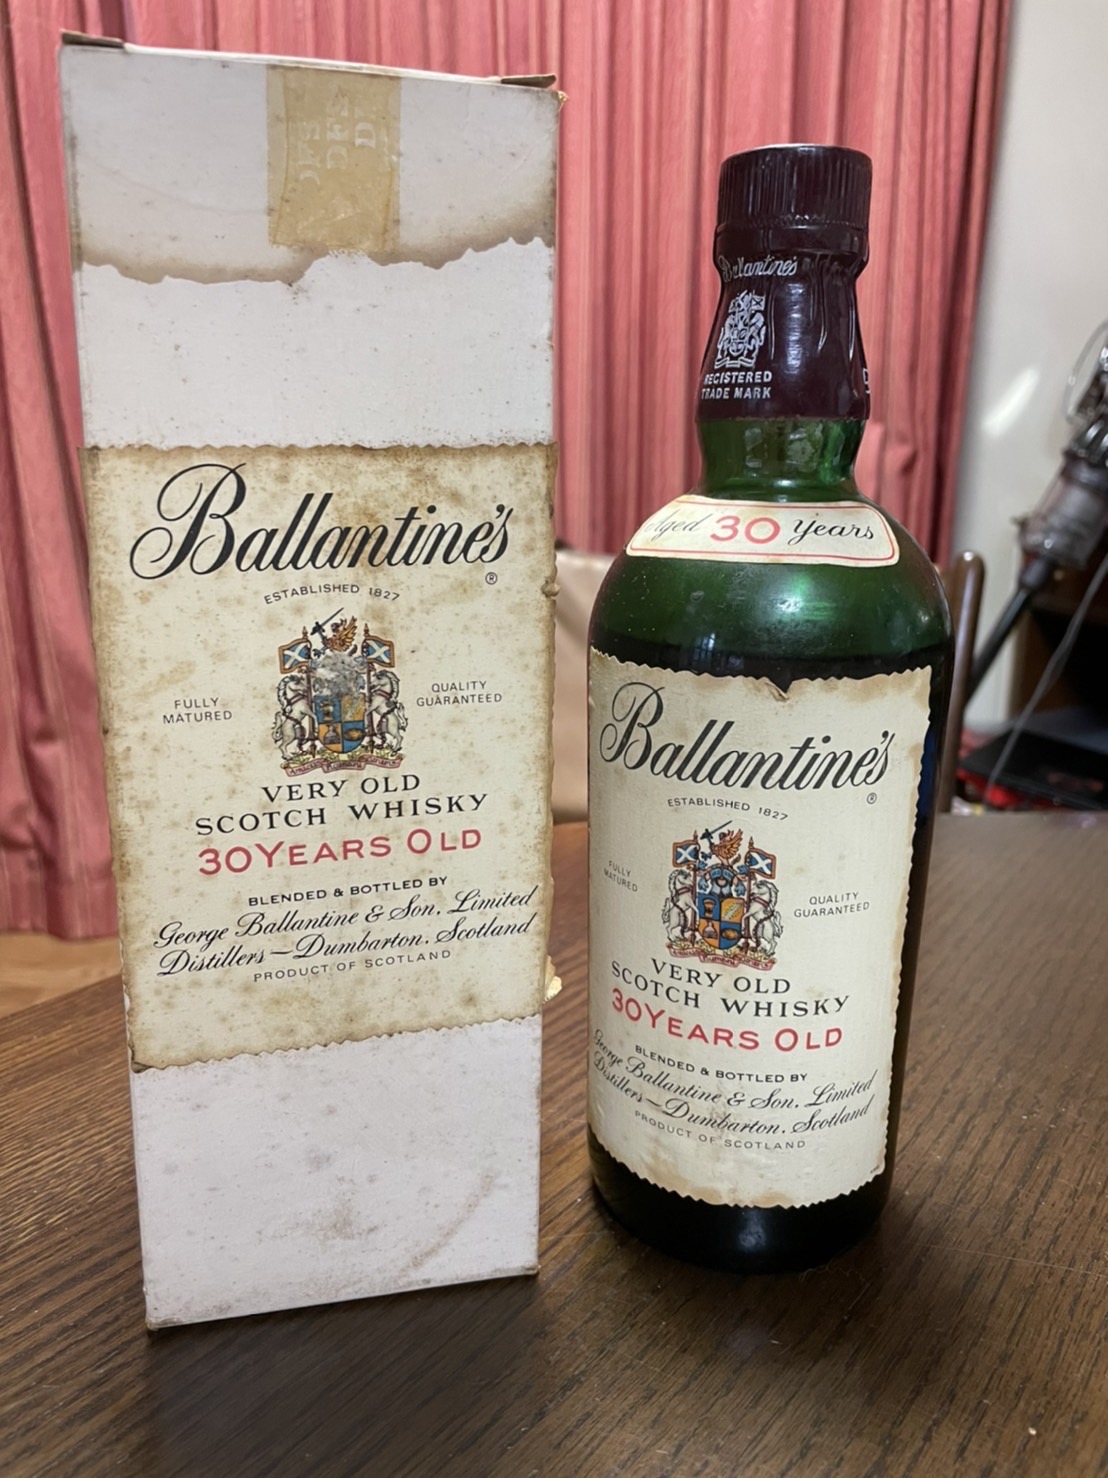 DFS
DFS
Ballantine's
®
ESTABLISHED 1827
FULLY
MATURED
QUALITY
GUARANTEED
VERY OLD
SCOTCH WHISKY
30 YEARS OLD
BLENDED & BOTTLED BY
George Ballantine & Son, Limited
Distillers—Dumbarton. Scotland
PRODUCT OF SCOTLAND
Ballantine's
REGISTERED
TRADE MARK
Aged 30 Years
Ballantine's
®
ESTABLISHED 1827
FULLY
MATURED
QUALITY
GUARANTEED
VERY OLD
SCOTCH WHISKY
30 YEARS OLD
BLENDED & BOTTLED BY
George Ballantine & Son, Limited
Distillers—Dumbarton. Scotland
PRODUCT OF SCOTLAND